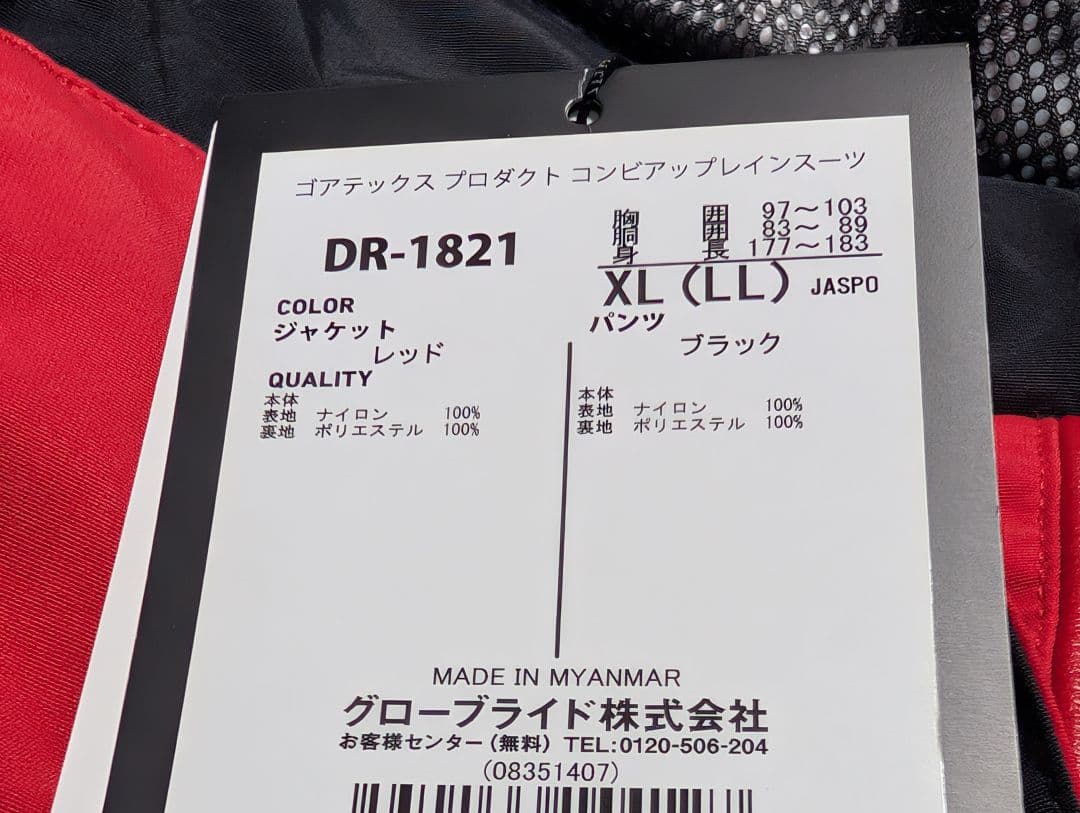 ゴアテックス プロダクト コンビアップレインスーツ
DR-1821
胸囲 97～103
胴囲 83～ 89
身長 177～183
XL (LL) JASPO
COLOR
ジャケット
レッド
パンツ
ブラック
QUALITY
本体
表地 ナイロン 100%
裏地 ポリエステル 100%
本体
表地 ナイロン 100%
裏地 ポリエステル 100%
MADE IN MYANMAR
グローブライド株式会社
お客様センター(無料) TEL:0120-506-204
(08351407)